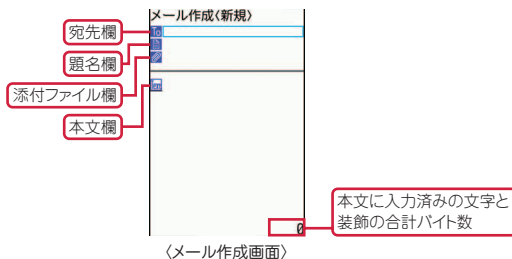 メール作成〈新規〉
宛先欄
To
題名欄
添付ファイル欄
本文欄
本文に入力済みの文字と
装飾の合計バイト数
0
〈メール作成画面〉